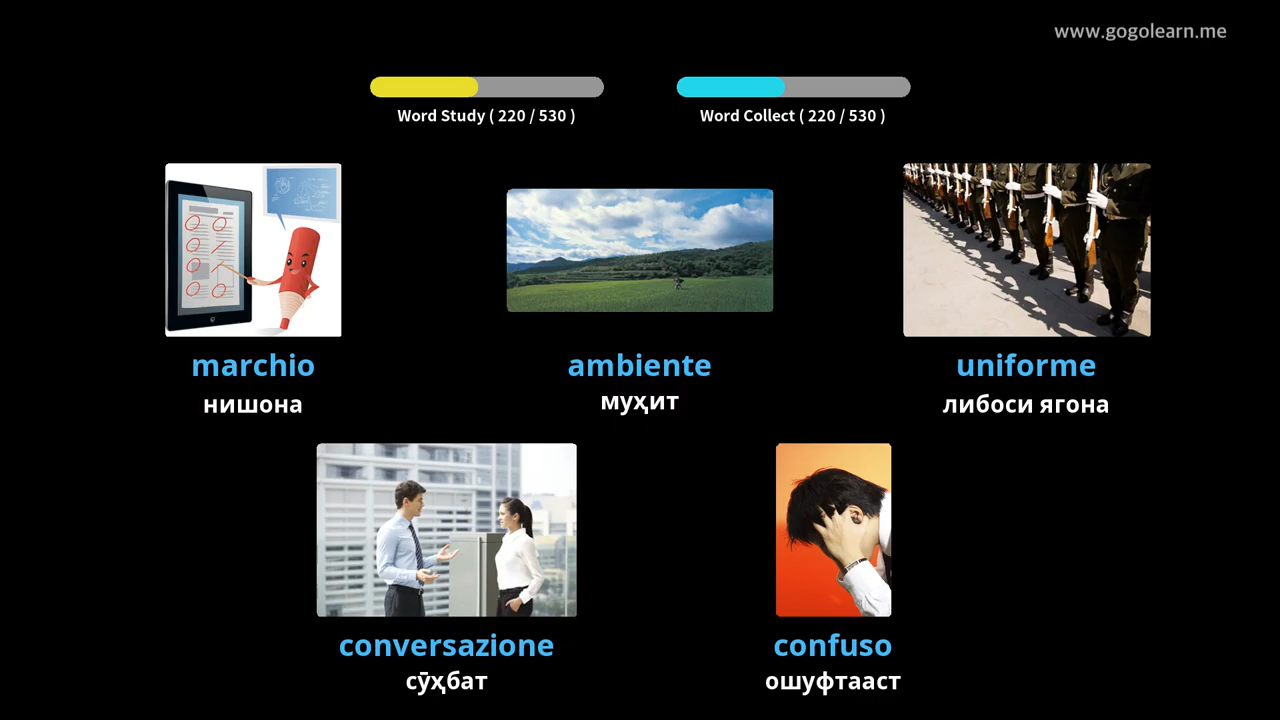 www.gogolearn.me
Word Study ( 220 / 530 )
Word Collect ( 220 / 530 )
marchio
ambiente
uniforme
нишона
муҳит
либоси ягона
conversazione
confuso
сӯҳбат
ошуфтааст